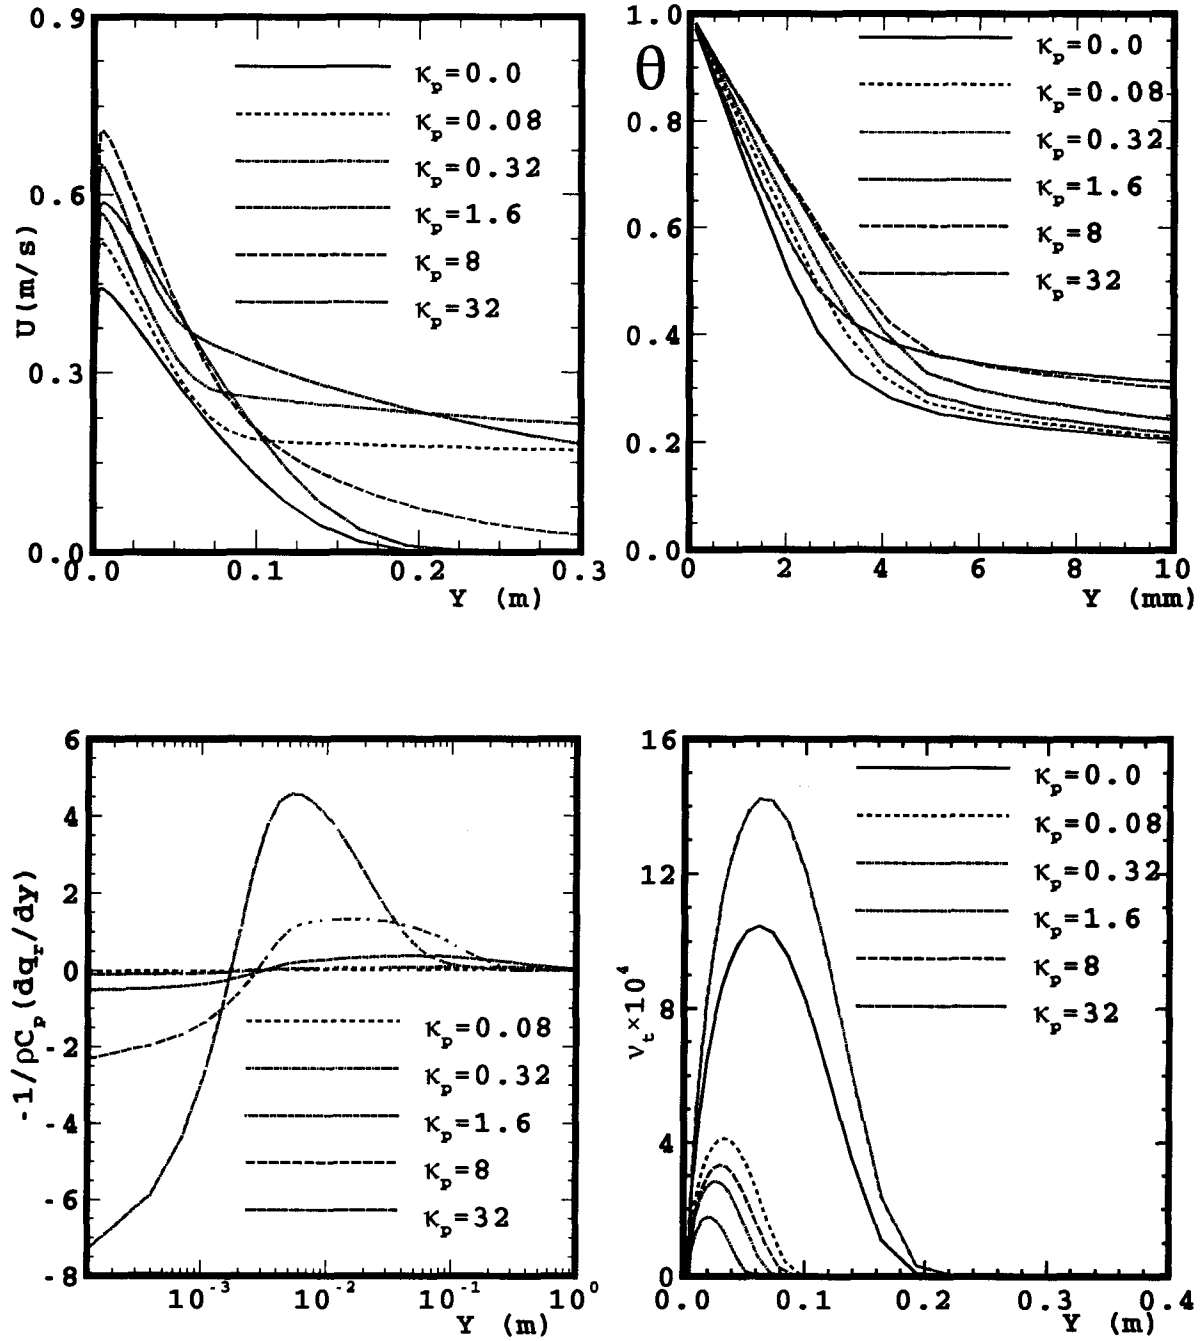 0.9
0.6
0.3
0.0
U(m/s)
κp=0.0
κp=0.08
κp=0.32
κp=1.6
κp=8
κp=32
0.0
0.1
0.2
0.3
Y (m)
1.0
0.8
0.6
0.4
0.2
0.0
θ
κp=0.0
κp=0.08
κp=0.32
κp=1.6
κp=8
κp=32
0
2
4
6
8
10
Y (mm)
6
4
2
0
-2
-4
-6
-8
-1/ρCp(dqr/dy)
κp=0.08
κp=0.32
κp=1.6
κp=8
κp=32
10⁻³
10⁻²
10⁻¹
10⁰
Y (m)
16
12
8
4
0
νt×10⁴
κp=0.0
κp=0.08
κp=0.32
κp=1.6
κp=8
κp=32
0.0
0.1
0.2
0.3
0.4
Y (m)